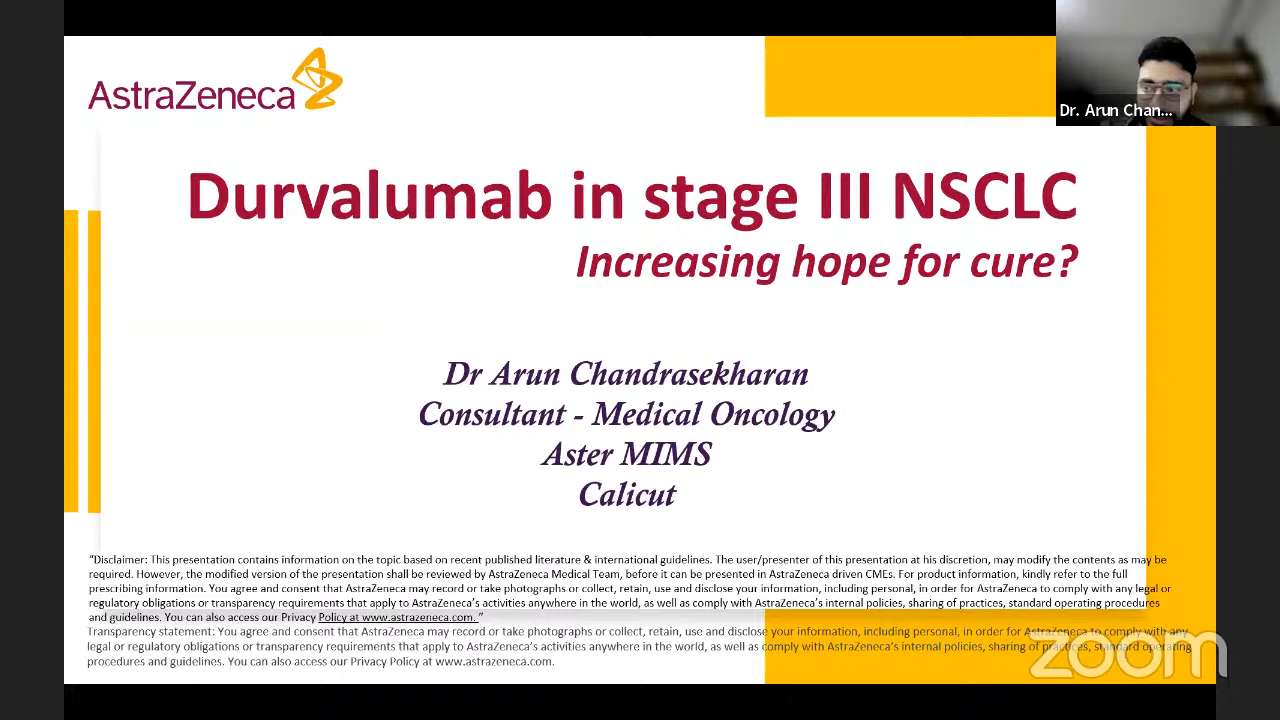 AstraZeneca
Dr. Arun Chan...
Durvalumab in stage III NSCLC
Increasing hope for cure?
Dr Arun Chandrasekharan
Consultant - Medical Oncology
Aster MIMS
Calicut
"Disclaimer: This presentation contains information on the topic based on recent published literature & international guidelines. The user/presenter of this presentation at his discretion, may modify the contents as may be
required. However, the modified version of the presentation shall be reviewed by AstraZeneca Medical Team, before it can be presented in AstraZeneca driven CMEs. For product information, kindly refer to the full
prescribing information. You agree and consent that AstraZeneca may record or take photographs or collect, retain, use and disclose your information, including personal, in order for AstraZeneca to comply with any legal or
regulatory obligations or transparency requirements that apply to AstraZeneca's activities anywhere in the world, as well as comply with AstraZeneca's internal policies, sharing of practices, standard operating procedures
and guidelines. You can also access our Privacy Policy at www.astrazeneca.com. "
Transparency statement: You agree and consent that AstraZeneca may record or take photographs or collect, retain, use and disclose your information, including personal, in order for AstraZeneca to comply with any
legal or regulatory obligations or transparency requirements that apply to AstraZeneca's activities anywhere in the world, as well as comply with AstraZeneca's internal policies, sharing of practices, standard operating
procedures and guidelines. You can also access our Privacy Policy at www.astrazeneca.com.
zoom